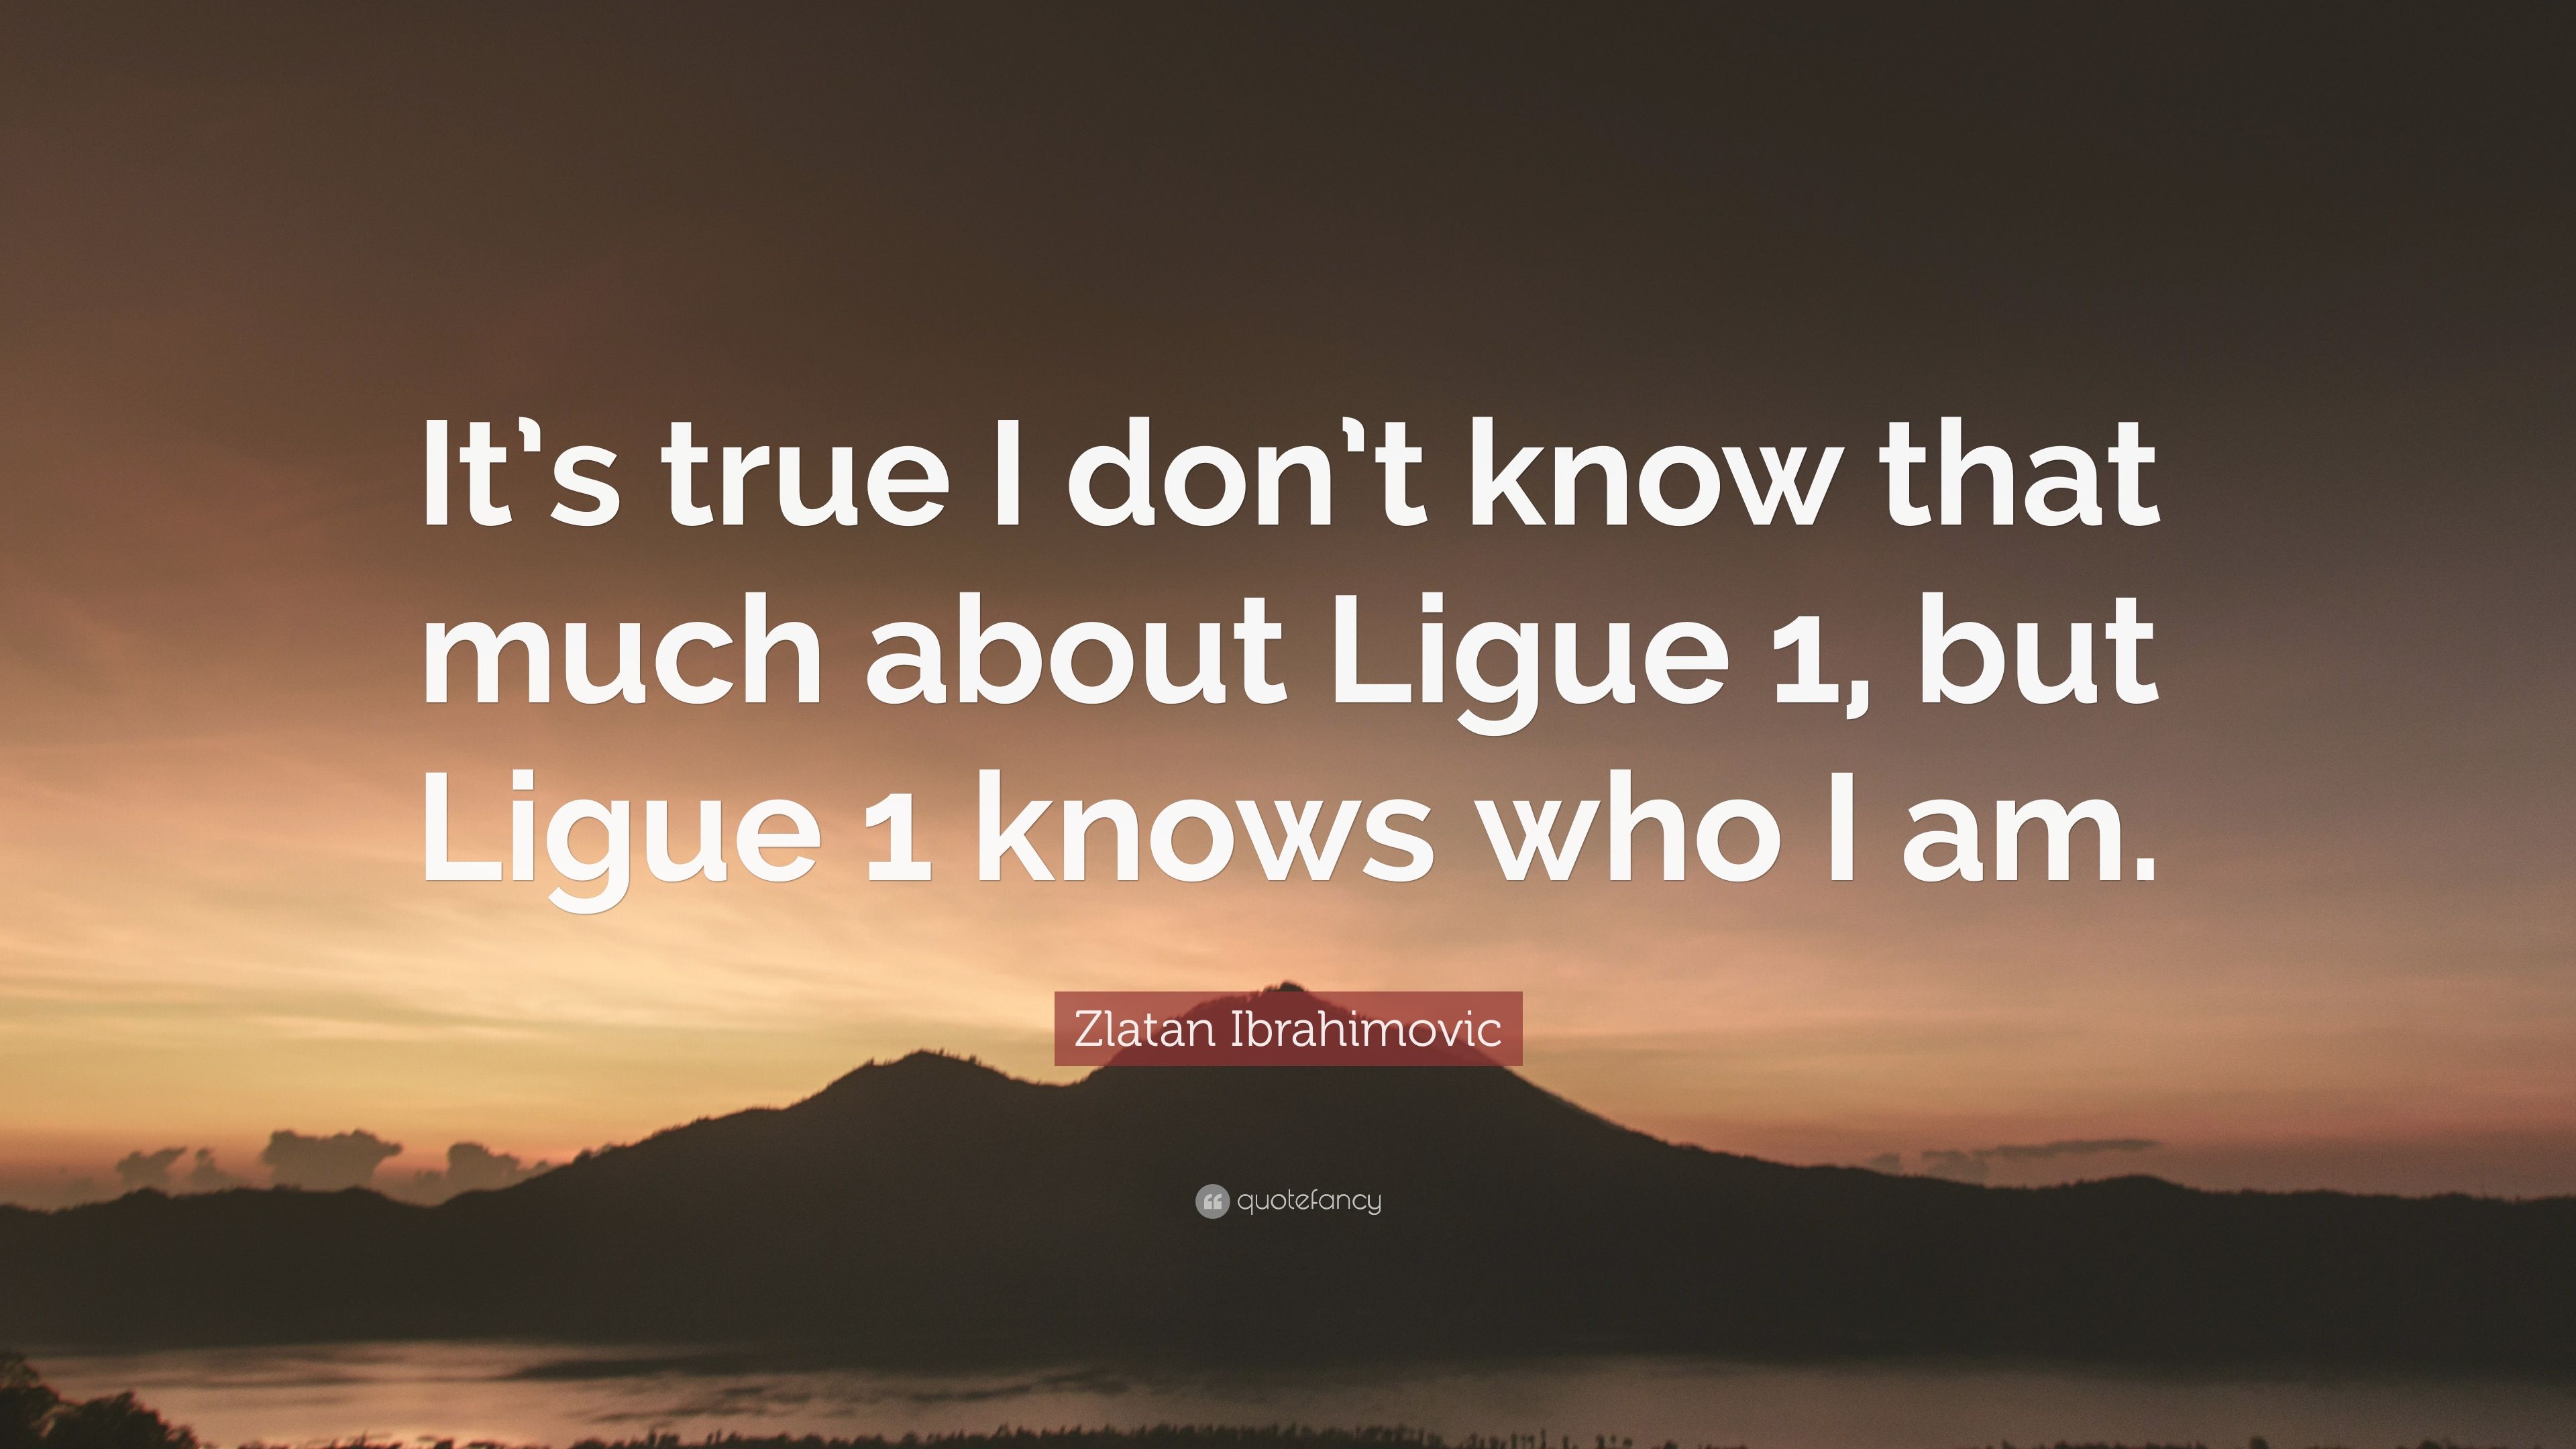 It’s true I don’t know that
much about Ligue 1, but
Ligue 1 knows who I am.
Zlatan Ibrahimovic
quotefancy